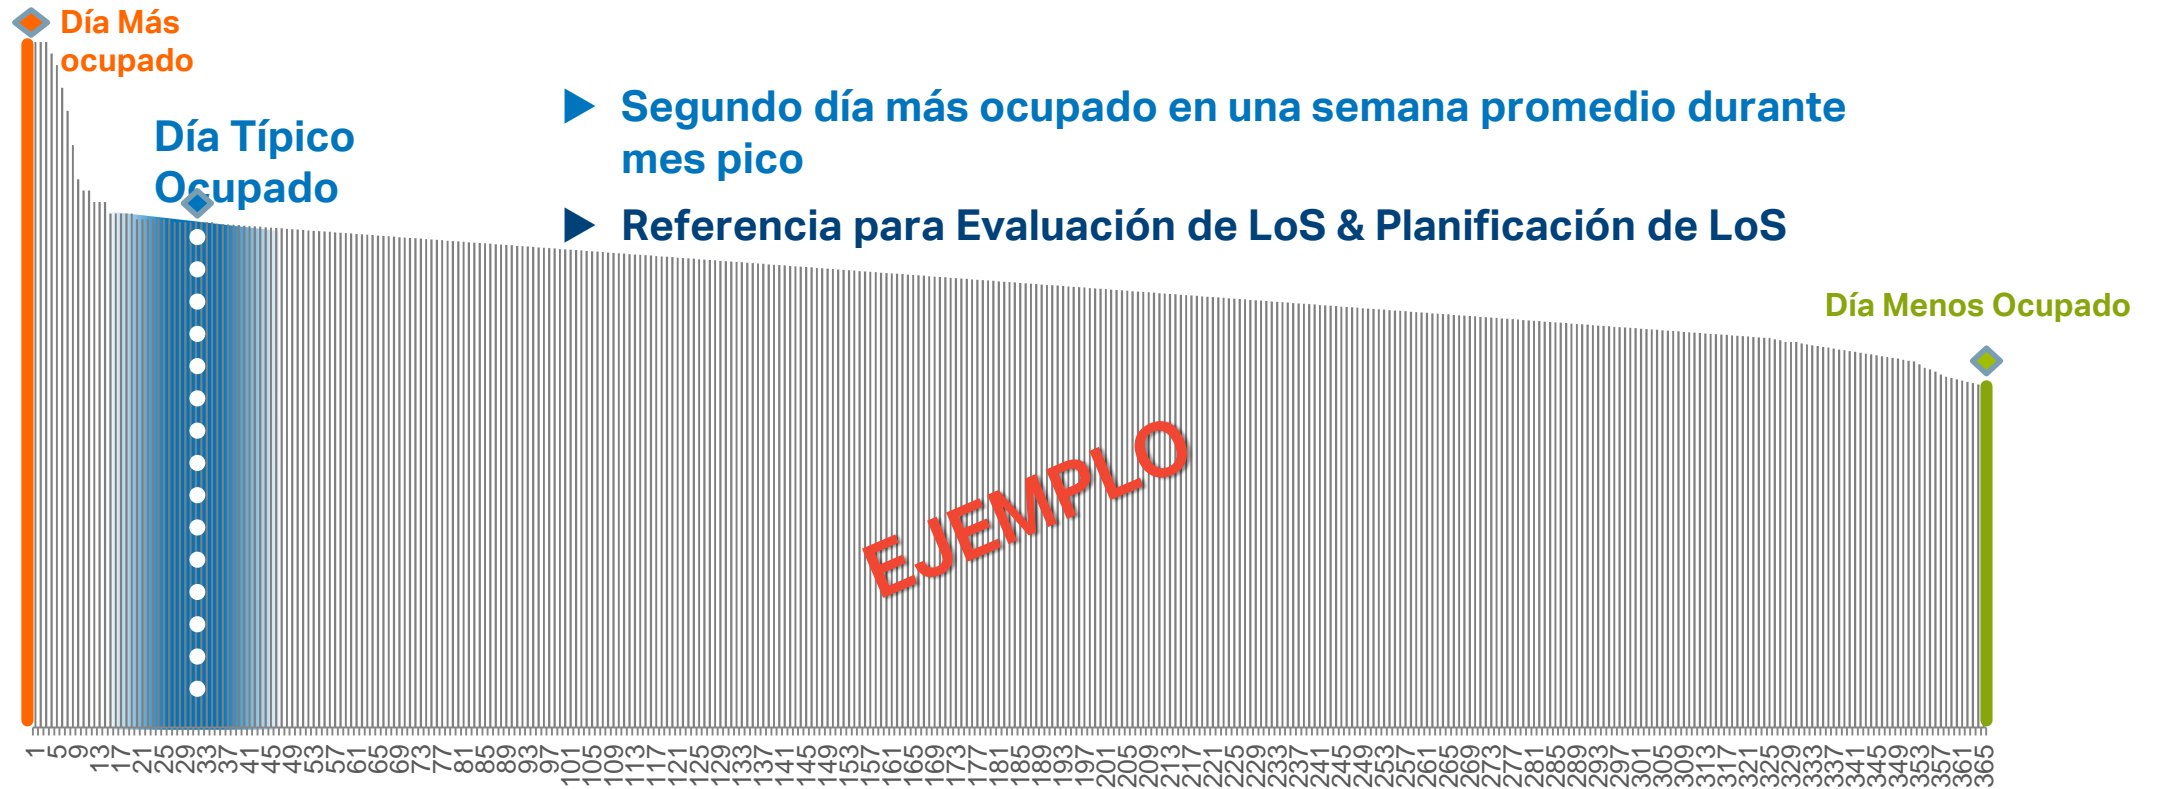 Día Más
ocupado
Día Típico
Ocupado
Segundo día más ocupado en una semana promedio durante
mes pico
Referencia para Evaluación de LoS & Planificación de LoS
Día Menos Ocupado
EJEMPLO
1 5 9 13 17 21 25 29 33 37 41 45 49 53 57 61 65 69 73 77 81 85 89 93 97 101 105 109 113 117 121 125 129 133 137 141 145 149 153 157 161 165 169 173 177 181 185 189 193 197 201 205 209 213 217 221 225 229 233 237 241 245 249 253 257 261 265 269 273 277 281 285 289 293 297 301 305 309 313 317 321 325 329 333 337 341 345 349 353 357 361 365